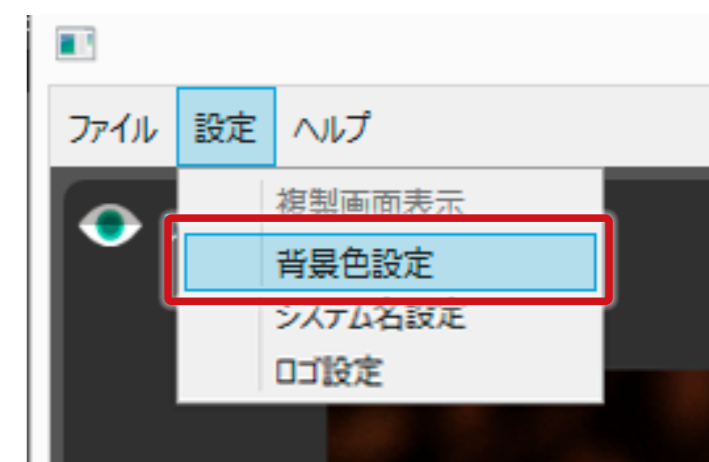 ファイル 設定 ヘルプ
複製画面表示
背景色設定
システム名設定
ロゴ設定